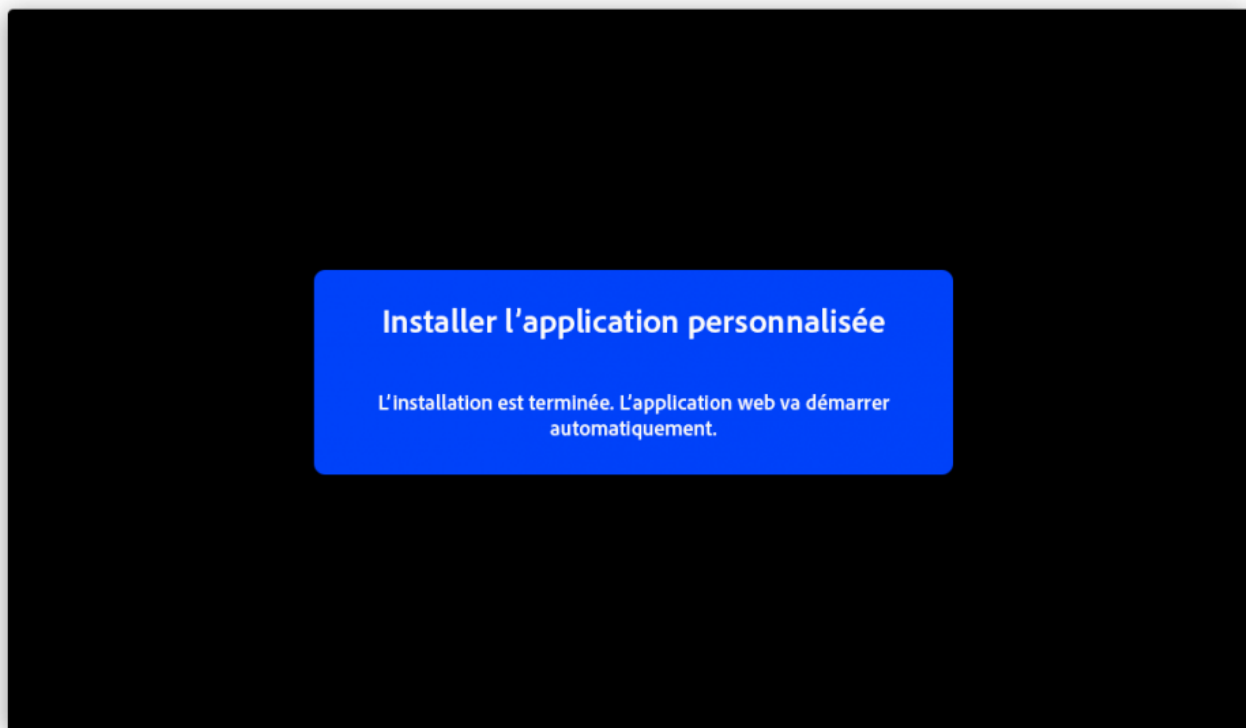 Installer l’application personnalisée
L’installation est terminée. L’application web va démarrer
automatiquement.